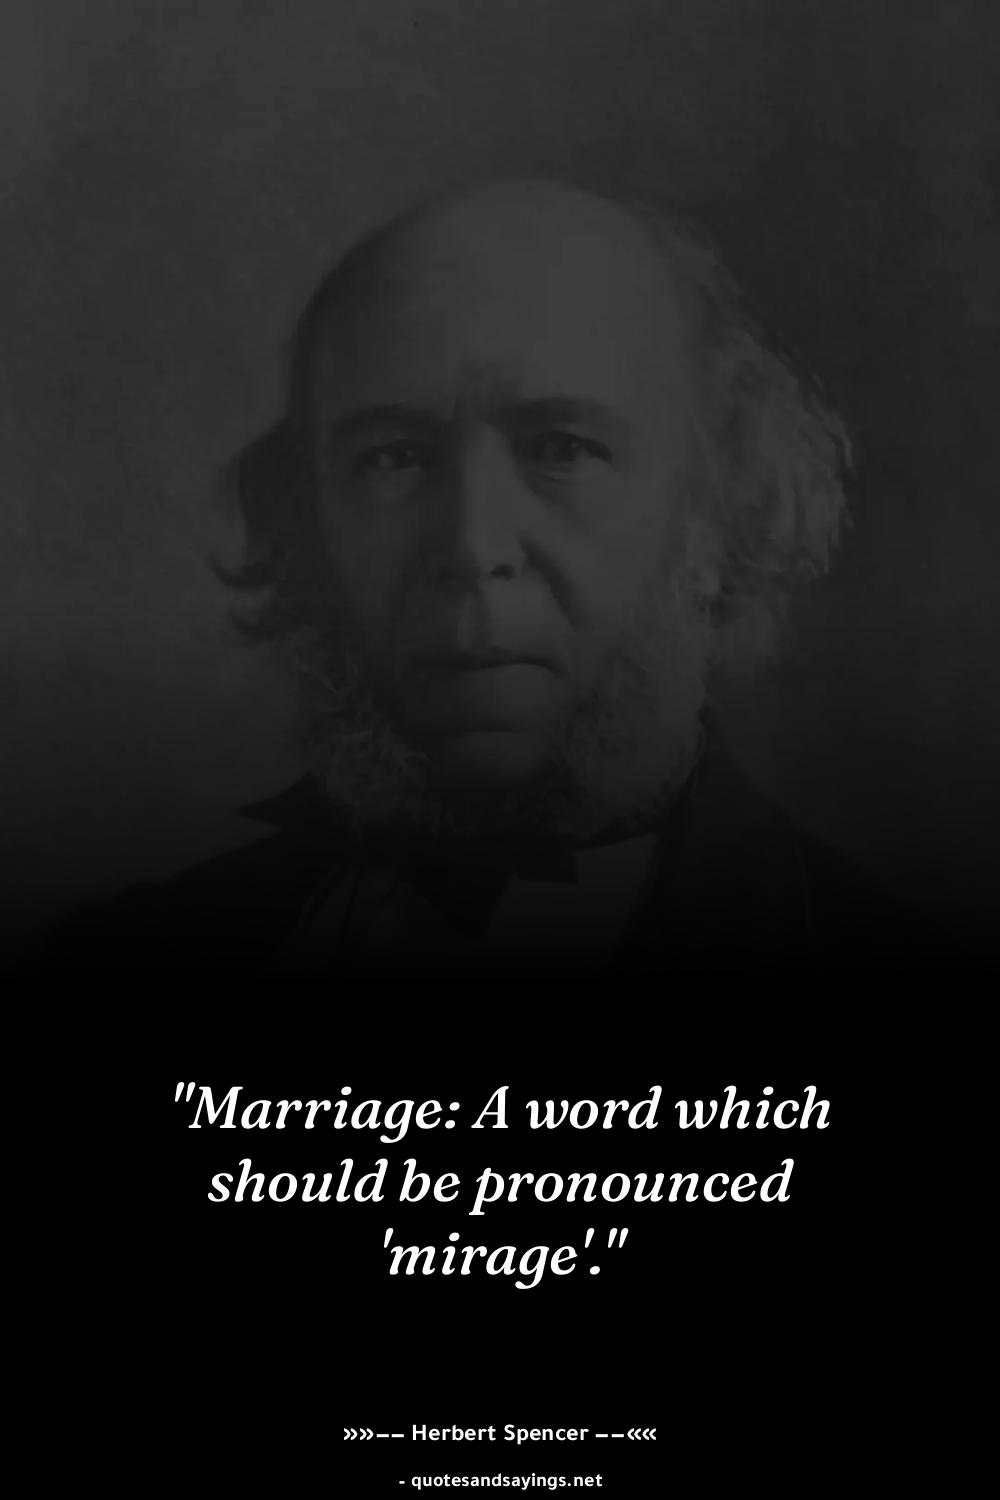 "Marriage: A word which
should be pronounced
'mirage'."
»»−− Herbert Spencer −−««
- quotesandsayings.net